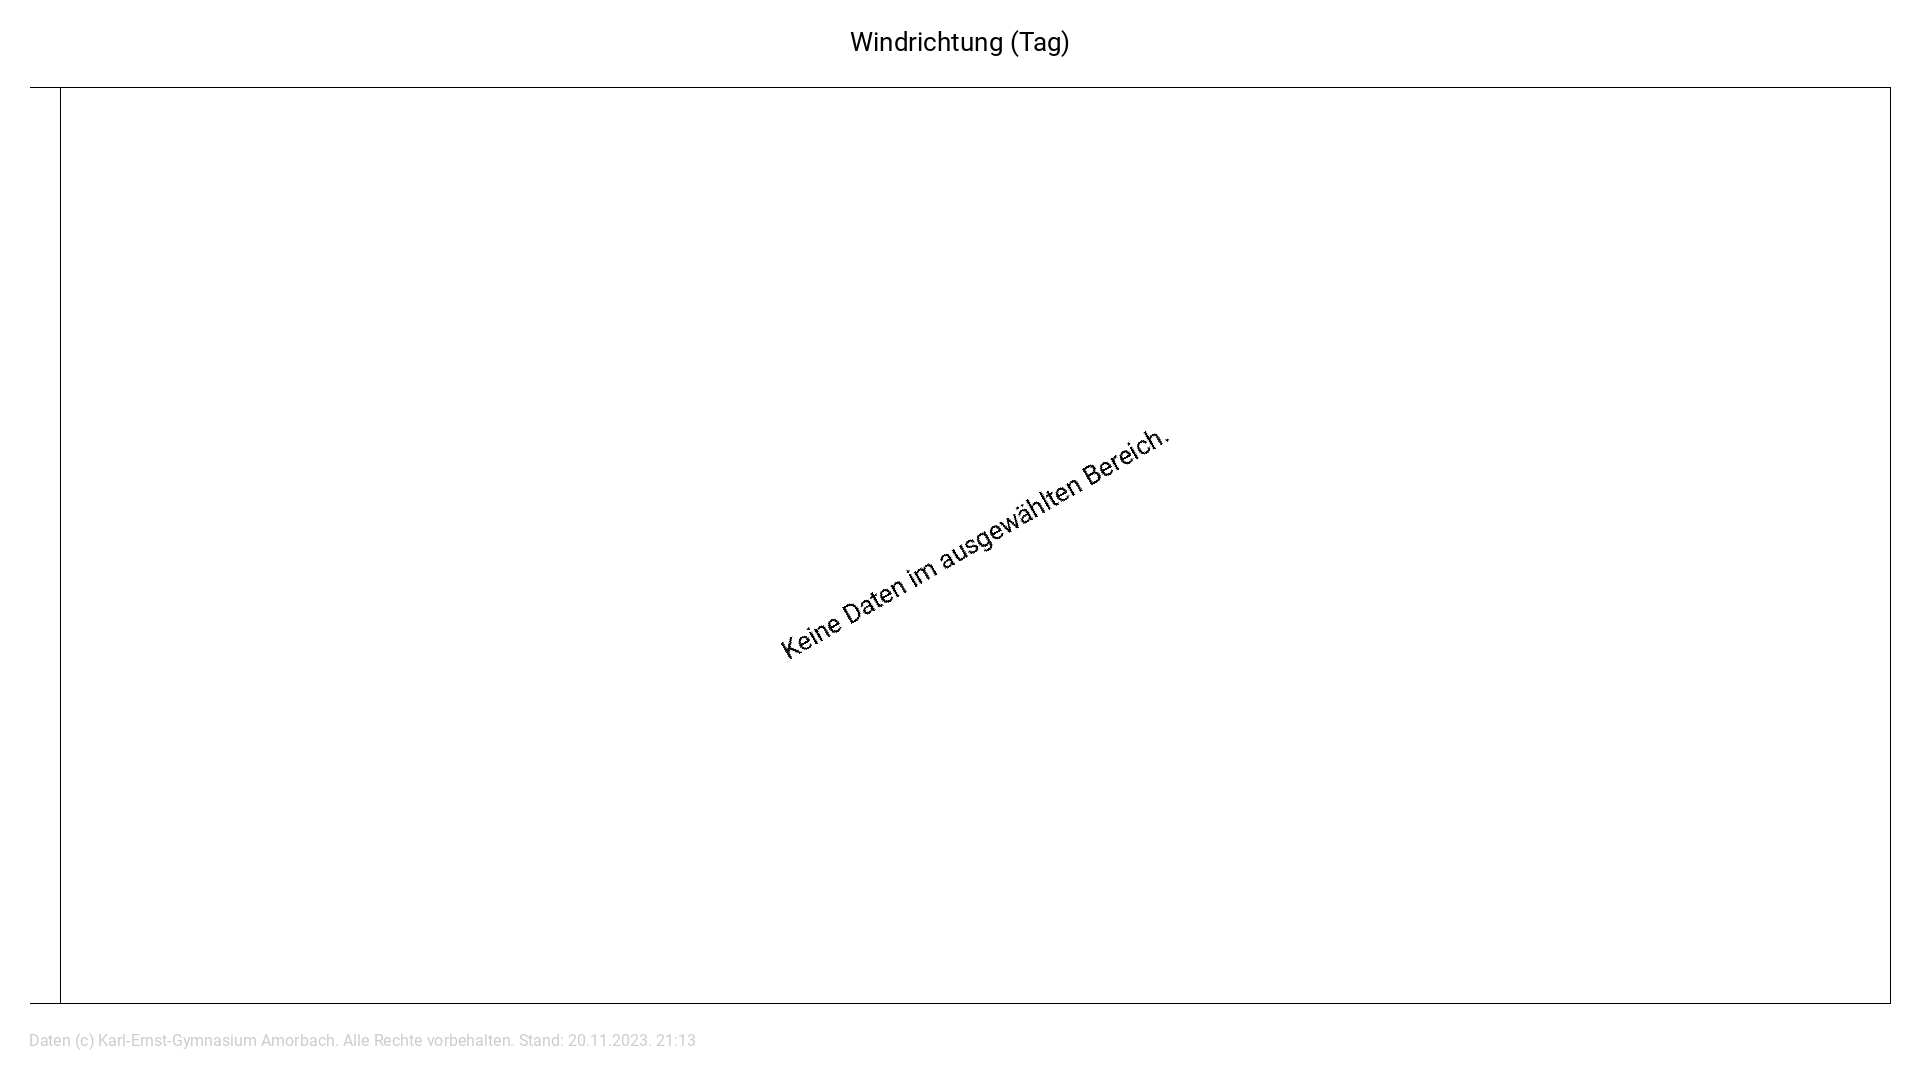 Windrichtung (Tag)
Keine Daten im ausgewählten Bereich.
Daten (c) Karl-Ernst-Gymnasium Amorbach. Alle Rechte vorbehalten. Stand: 20.11.2023. 21:13